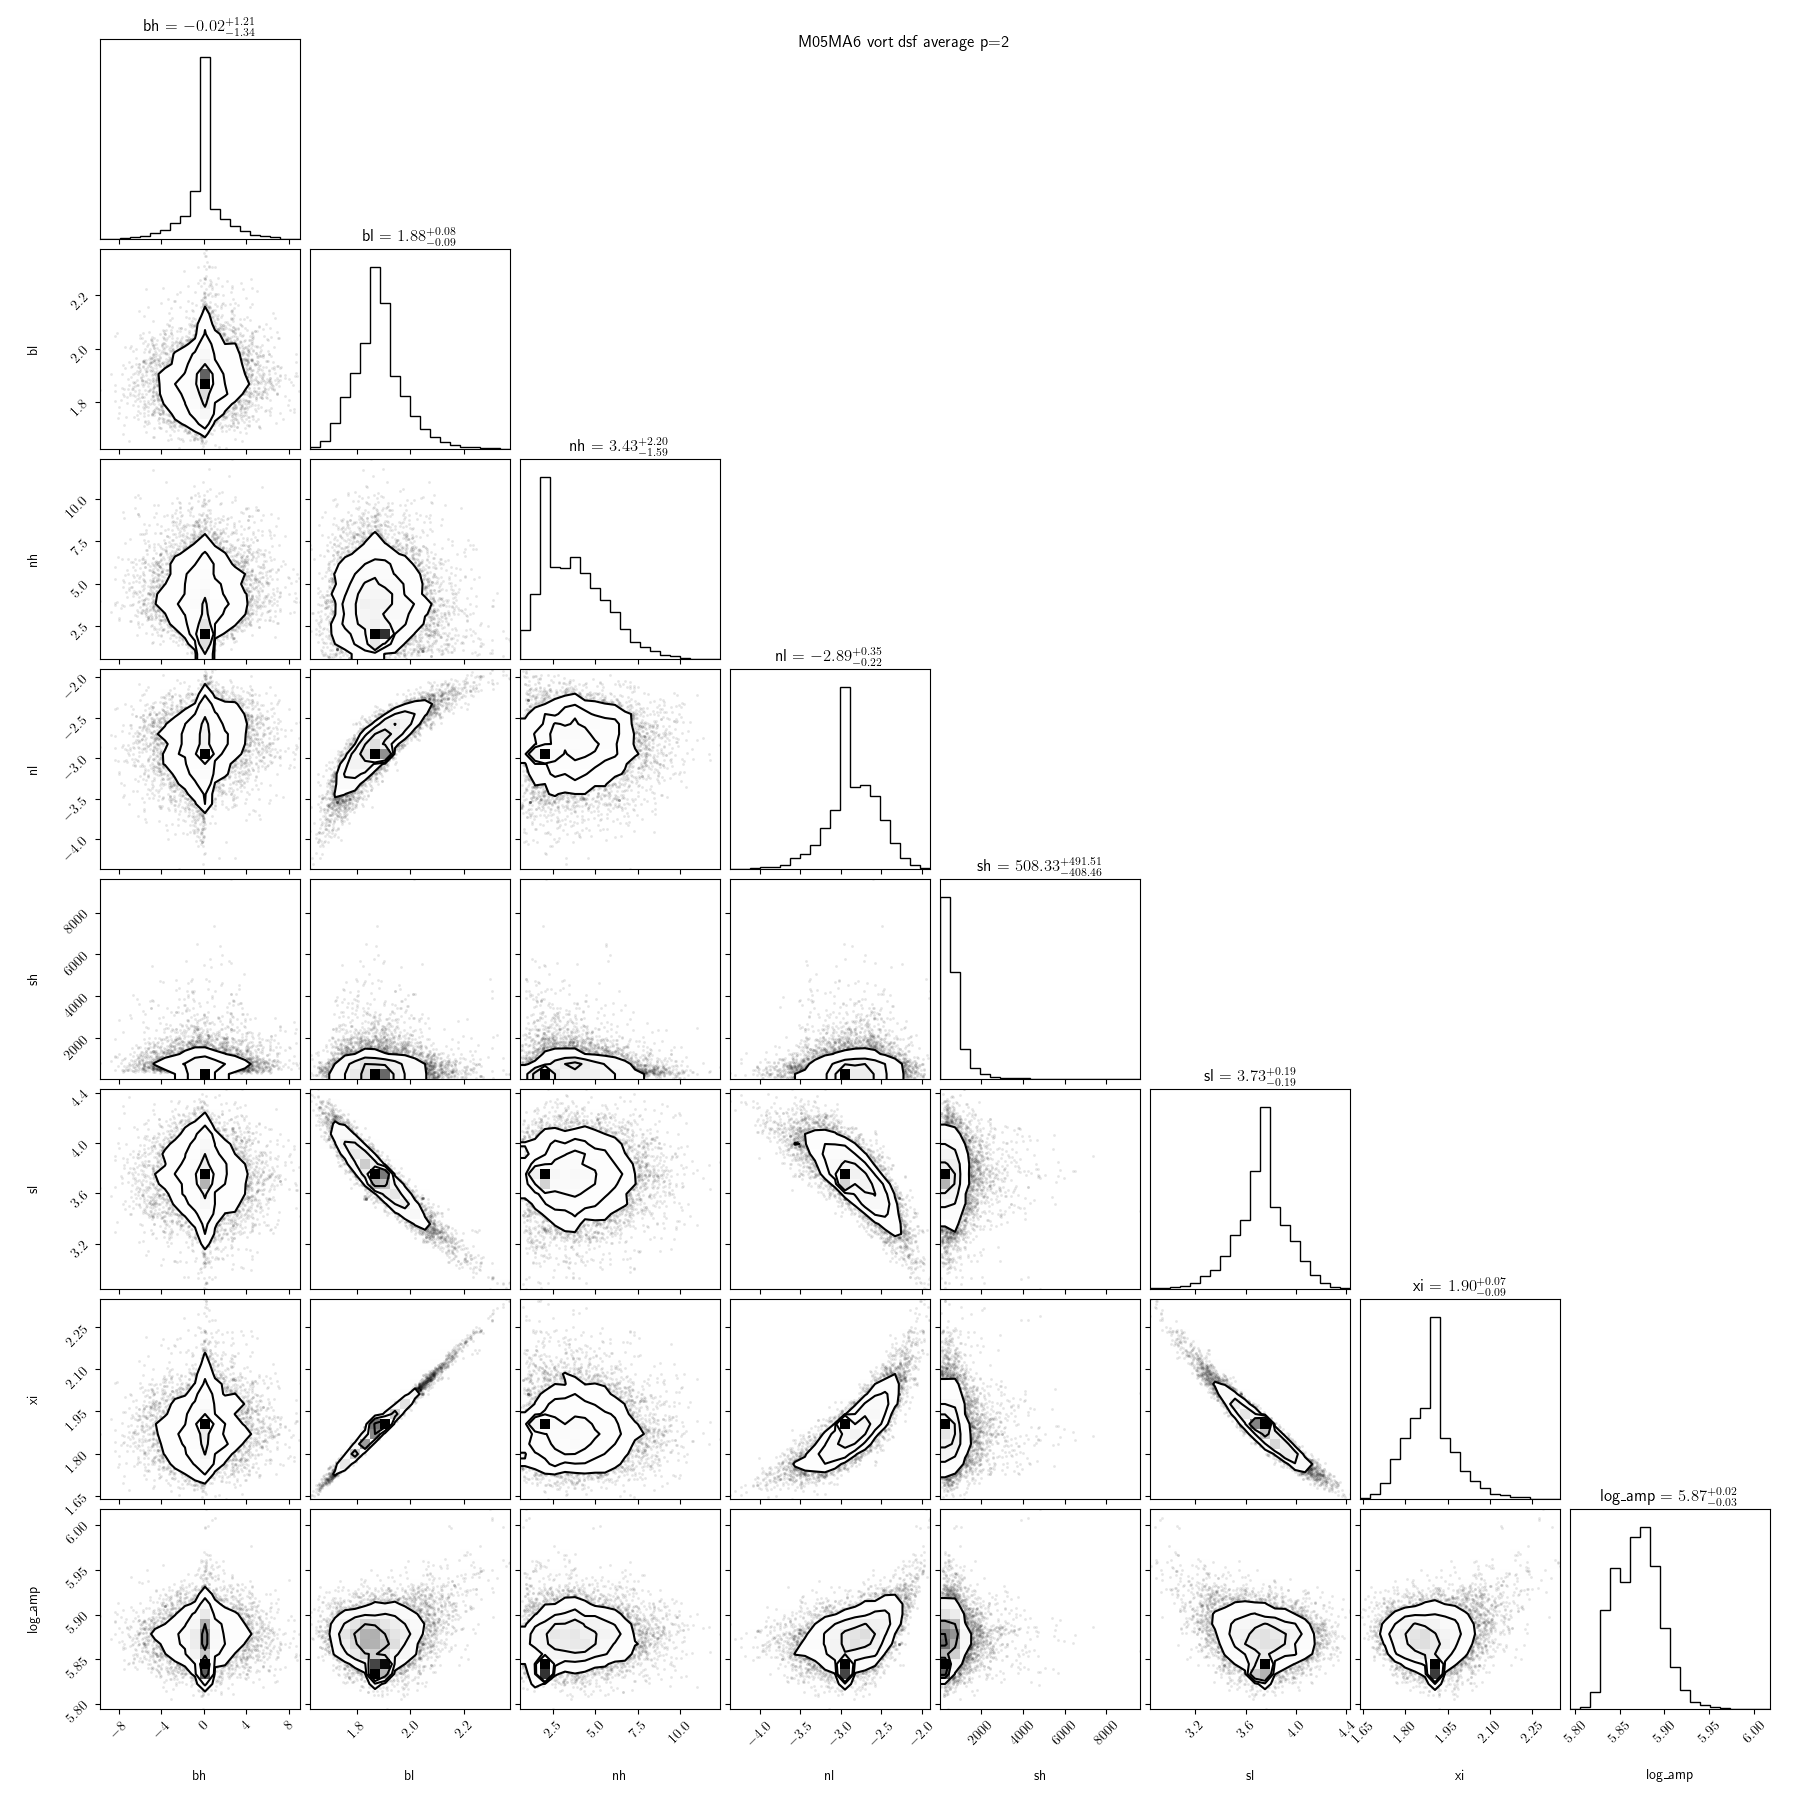 bh = −0.02+1.21−1.34
M05MA6 vort dsf average p=2
bl = 1.88+0.08−0.09
bl
2.2
2.0
1.8
nh = 3.43+2.20−1.59
nh
10.0
7.5
5.0
2.5
nl = −2.89+0.35−0.22
nl
−2.0
−2.5
−3.0
−3.5
−4.0
sh = 508.33+491.51−408.46
sh
8000
6000
4000
2000
sl = 3.73+0.19−0.19
sl
4.4
4.0
3.6
3.2
xi = 1.90+0.07−0.09
xi
2.25
2.10
1.95
1.80
1.65
log_amp = 5.87+0.02−0.03
log_amp
6.00
5.95
5.90
5.85
5.80
−8 −4 0 4 8 1.8 2.0 2.2 2.5 5.0 7.5 10.0 −4.0 −3.5 −3.0 −2.5 −2.0 2000 4000 6000 8000 3.2 3.6 4.0 4.4 1.65 1.80 1.95 2.10 2.25 5.80 5.85 5.90 5.95 6.00
bh bl nh nl sh sl xi log_amp